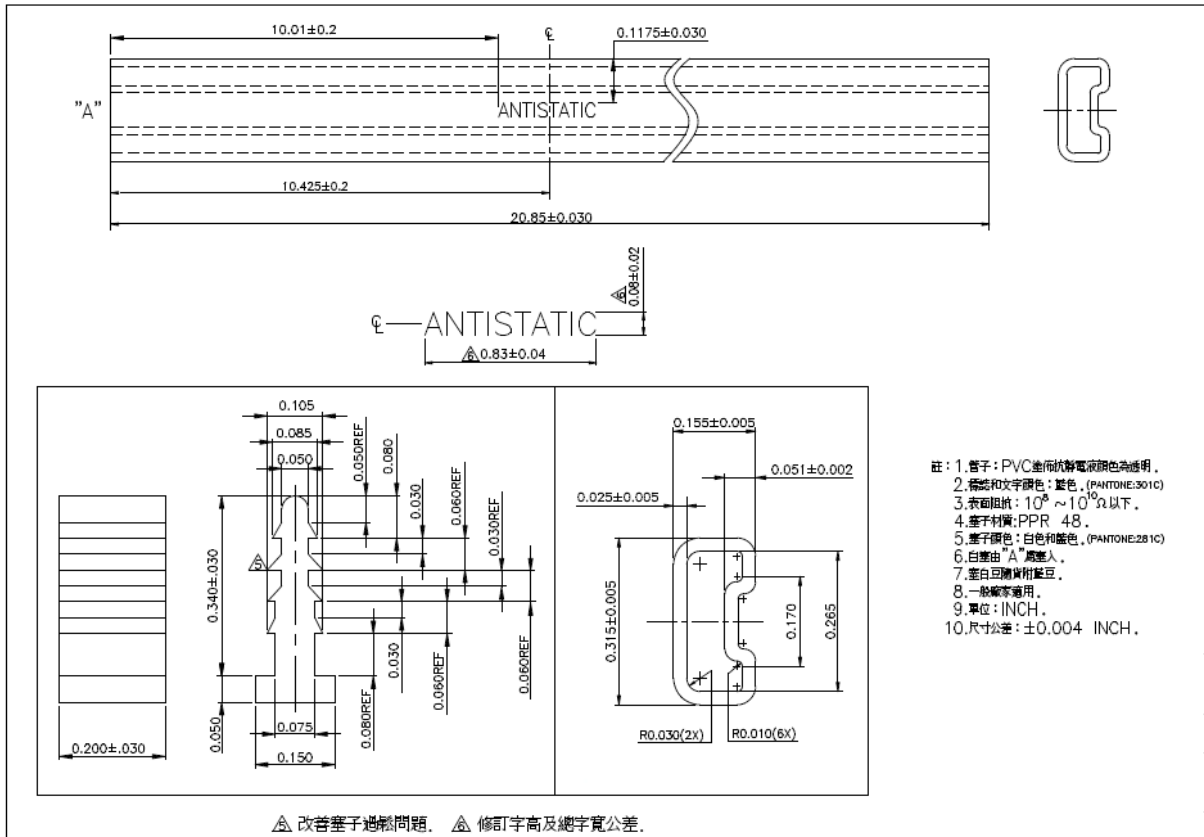 10.01±0.2
℄
0.1175±0.030
"A"
ANTISTATIC
10.425±0.2
20.85±0.030
℄ ANTISTATIC
6 0.08±0.02
6 0.83±0.04
0.105
0.085
0.050
0.050REF
0.080
0.030
0.060REF
0.030REF
5
0.340±.030
0.050
0.200±.030
0.075
0.150
0.080REF
0.060REF
0.030
0.060REF
0.155±0.005
0.051±0.002
0.025±0.005
0.315±0.005
0.170
0.265
R0.030(2X)
R0.010(6X)
註：1.管子：PVC塗佈抗靜電液顏色為透明.
2.標誌和文字顏色：藍色.(PANTONE:301C)
3.表面阻抗：10⁸～10¹⁰Ω以下.
4.塞子材質:PPR 48.
5.塞子顏色：白色和藍色.(PANTONE:281C)
6.白塞由"A"處塞入.
7.塞白豆隨貨附藍豆.
8.一般廠家適用.
9.單位：INCH.
10.尺寸公差：±0.004 INCH.
5 改善塞子過鬆問題. 6 修訂字高及總字寬公差.